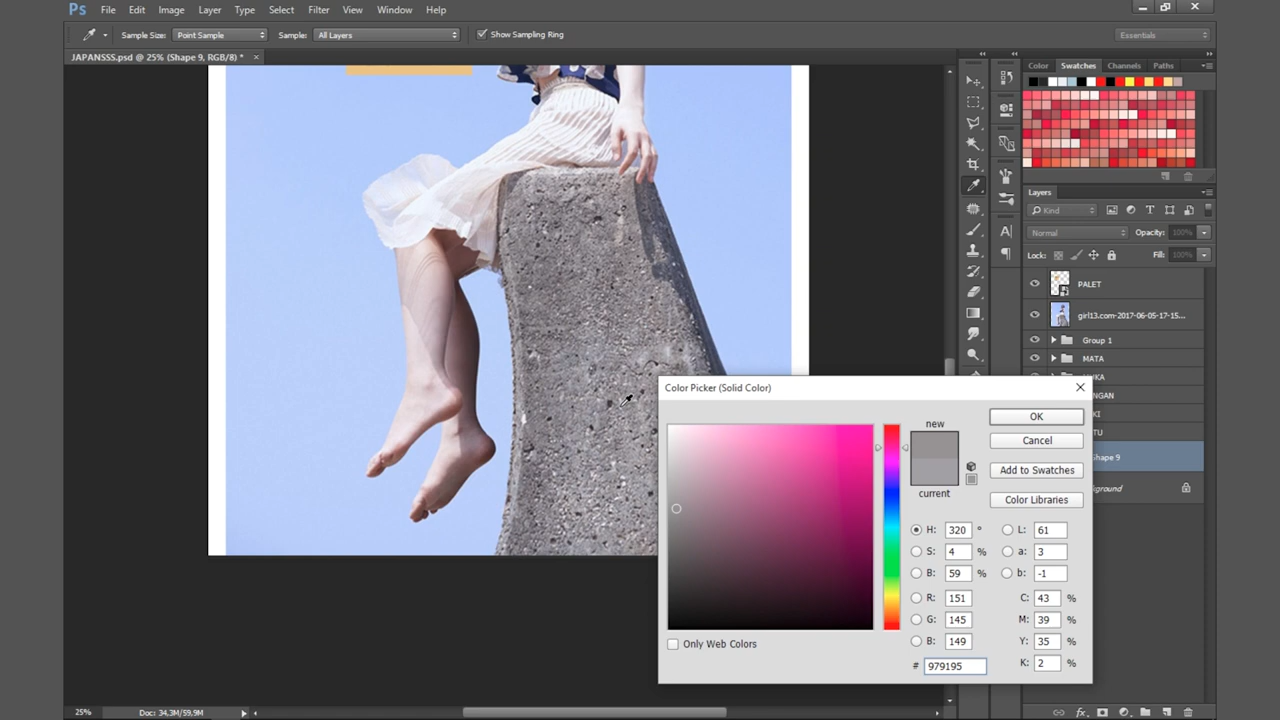 Ps File Edit Image Layer Type Select Filter View Window Help
Sample Size: Point Sample Sample: All Layers Show Sampling Ring Essentials
JAPANSSS.psd @ 25% (Shape 9, RGB/8) * ×
Color Swatches Channels Paths
Layers
Kind
Normal Opacity: 100%
Lock: Fill: 100%
PALET
girl13.com-2017-06-05-17-15...
Group 1
MATA
Color Picker (Solid Color)
new
current
OK
Cancel
Add to Swatches
Color Libraries
H: 320 ° L: 61
S: 4 % a: 3
B: 59 % b: -1
R: 151 C: 43 %
G: 145 M: 39 %
B: 149 Y: 35 %
# 979195 K: 2 %
Only Web Colors
NGAN
KI
TU
Shape 9
ground
25% Doc: 34,3M/59,9M